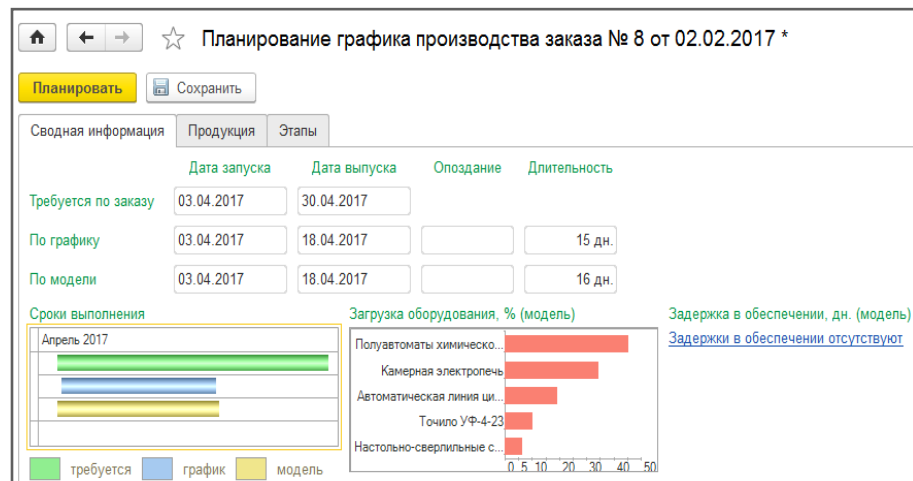 Планирование графика производства заказа № 8 от 02.02.2017 *
Планировать Сохранить
Сводная информация Продукция Этапы
Дата запуска Дата выпуска Опоздание Длительность
Требуется по заказу 03.04.2017 30.04.2017
По графику 03.04.2017 18.04.2017 15 дн.
По модели 03.04.2017 18.04.2017 16 дн.
Сроки выполнения Загрузка оборудования, % (модель) Задержка в обеспечении, дн. (модель)
Апрель 2017 Задержки в обеспечении отсутствуют
Полуавтоматы химическо...
Камерная электропечь
Автоматическая линия ци...
Точило УФ-4-23
Настольно-сверлильные с...
0 5 10 20 30 40 50
требуется график модель